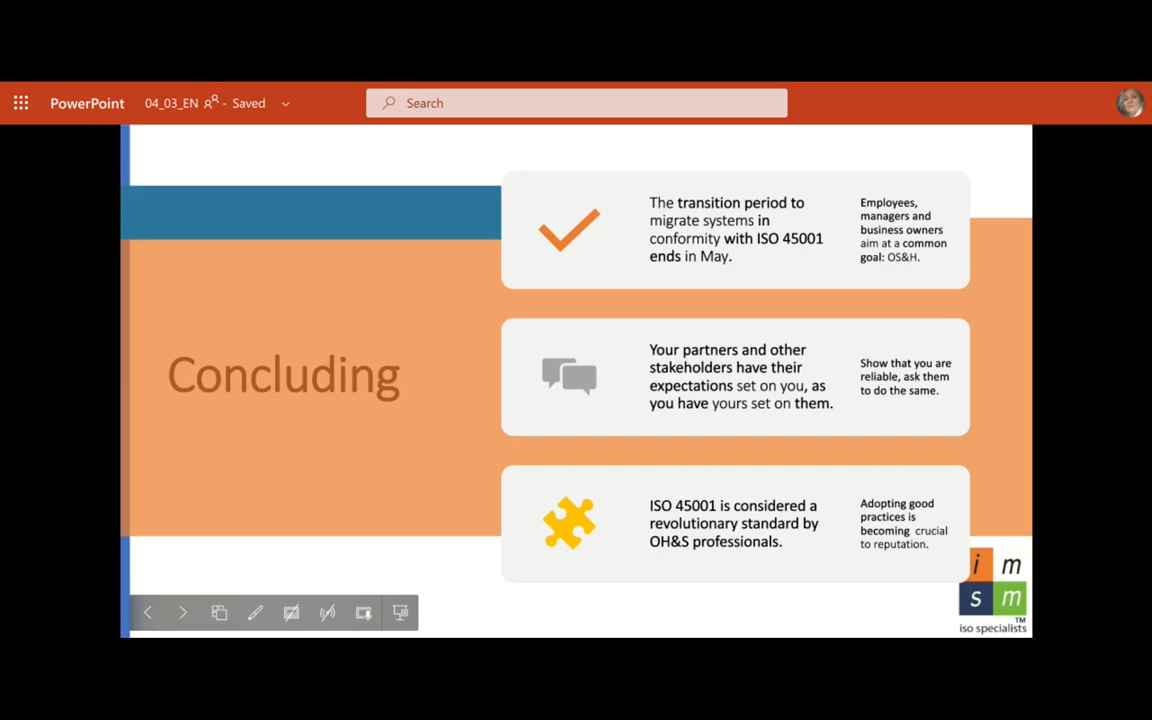 PowerPoint 04_03_EN - Saved
Search
Concluding
The transition period to
migrate systems in
conformity with ISO 45001
ends in May.
Employees,
managers and
business owners
aim at a common
goal: OS&H.
Your partners and other
stakeholders have their
expectations set on you, as
you have yours set on them.
Show that you are
reliable, ask them
to do the same.
ISO 45001 is considered a
revolutionary standard by
OH&S professionals.
Adopting good
practices is
becoming crucial
to reputation.
i m
s m
TM
iso specialists